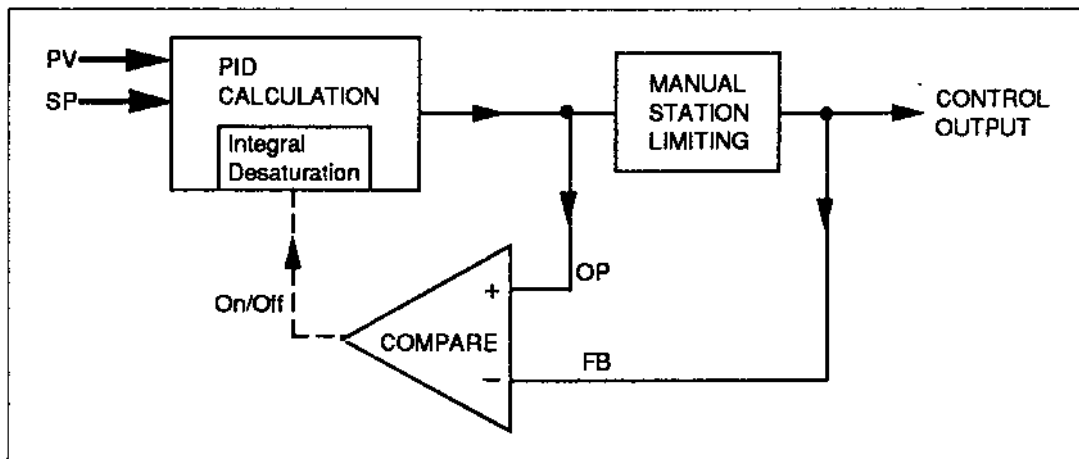 PV
SP
PID
CALCULATION
Integral
Desaturation
MANUAL
STATION
LIMITING
CONTROL
OUTPUT
OP
On/Off
+
COMPARE
−
FB